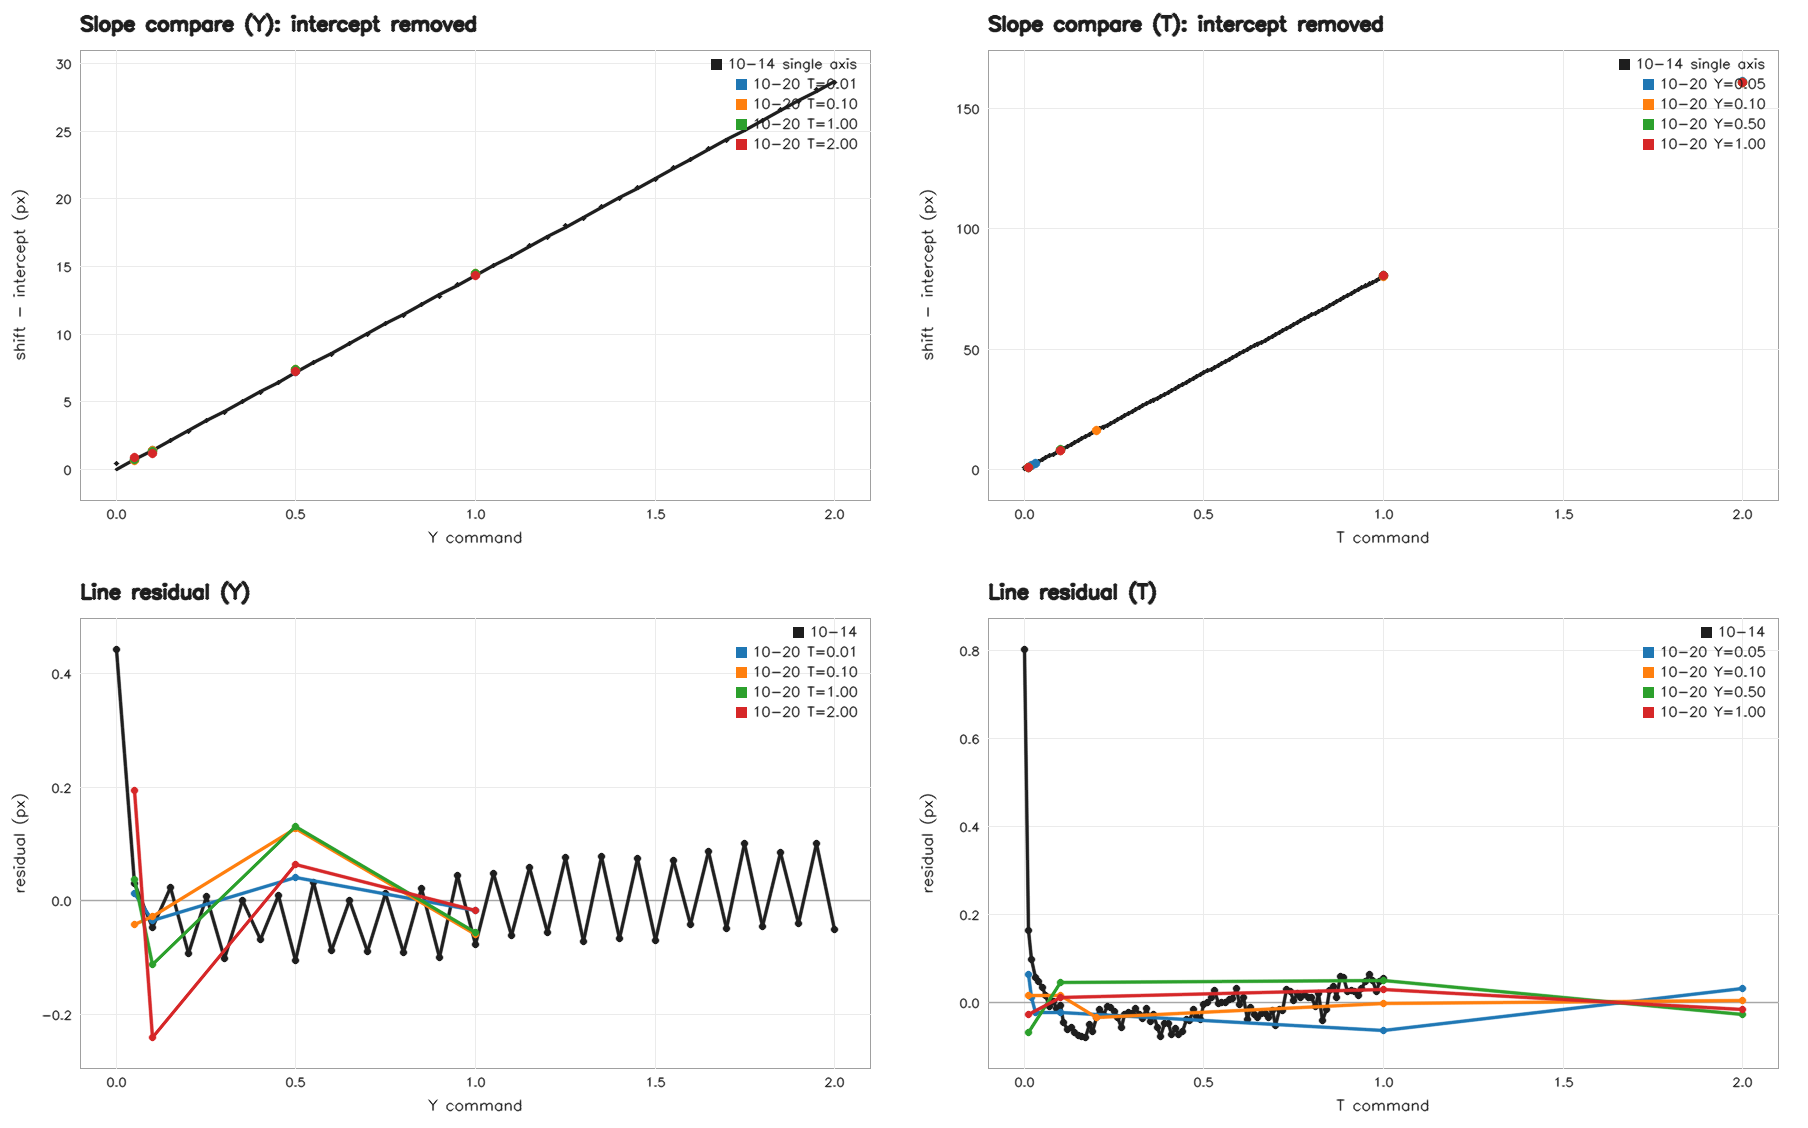 Slope compare (Y): intercept removed
30
25
20
15
10
5
0
shift - intercept (px)
10-14 single axis
10-20 T=0.01
10-20 T=0.10
10-20 T=1.00
10-20 T=2.00
0.0 0.5 1.0 1.5 2.0
Y command
Slope compare (T): intercept removed
150
100
50
0
shift - intercept (px)
10-14 single axis
10-20 Y=0.05
10-20 Y=0.10
10-20 Y=0.50
10-20 Y=1.00
0.0 0.5 1.0 1.5 2.0
T command
Line residual (Y)
0.4
0.2
0.0
-0.2
residual (px)
10-14
10-20 T=0.01
10-20 T=0.10
10-20 T=1.00
10-20 T=2.00
0.0 0.5 1.0 1.5 2.0
Y command
Line residual (T)
0.8
0.6
0.4
0.2
0.0
residual (px)
10-14
10-20 Y=0.05
10-20 Y=0.10
10-20 Y=0.50
10-20 Y=1.00
0.0 0.5 1.0 1.5 2.0
T command